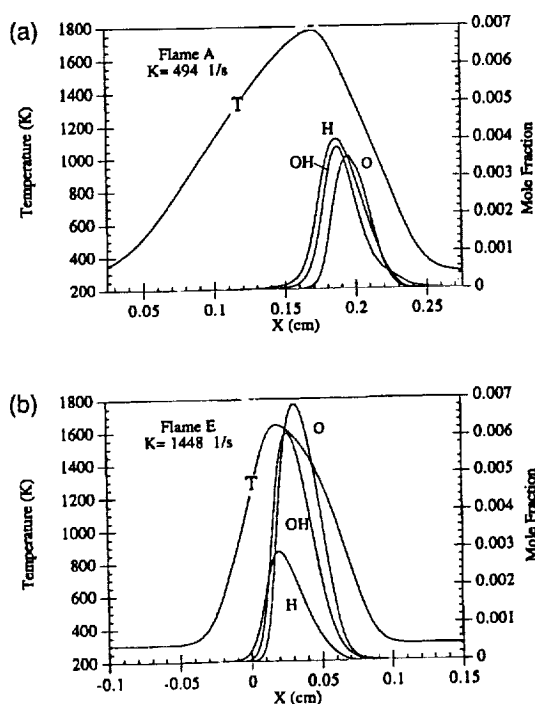 (a)
Flame A
K= 494 1/s
T
H
OH
O
Temperature (K)
1800
1600
1400
1200
1000
800
600
400
200
0.007
0.006
0.005
0.004
0.003
0.002
0.001
0
Mole Fraction
0.05 0.1 0.15 0.2 0.25
X (cm)
(b)
Flame E
K= 1448 1/s
T
O
OH
H
Temperature (K)
1800
1600
1400
1200
1000
800
600
400
200
0.007
0.006
0.005
0.004
0.003
0.002
0.001
0
Mole Fraction
-0.1 -0.05 0 0.05 0.1 0.15
X (cm)